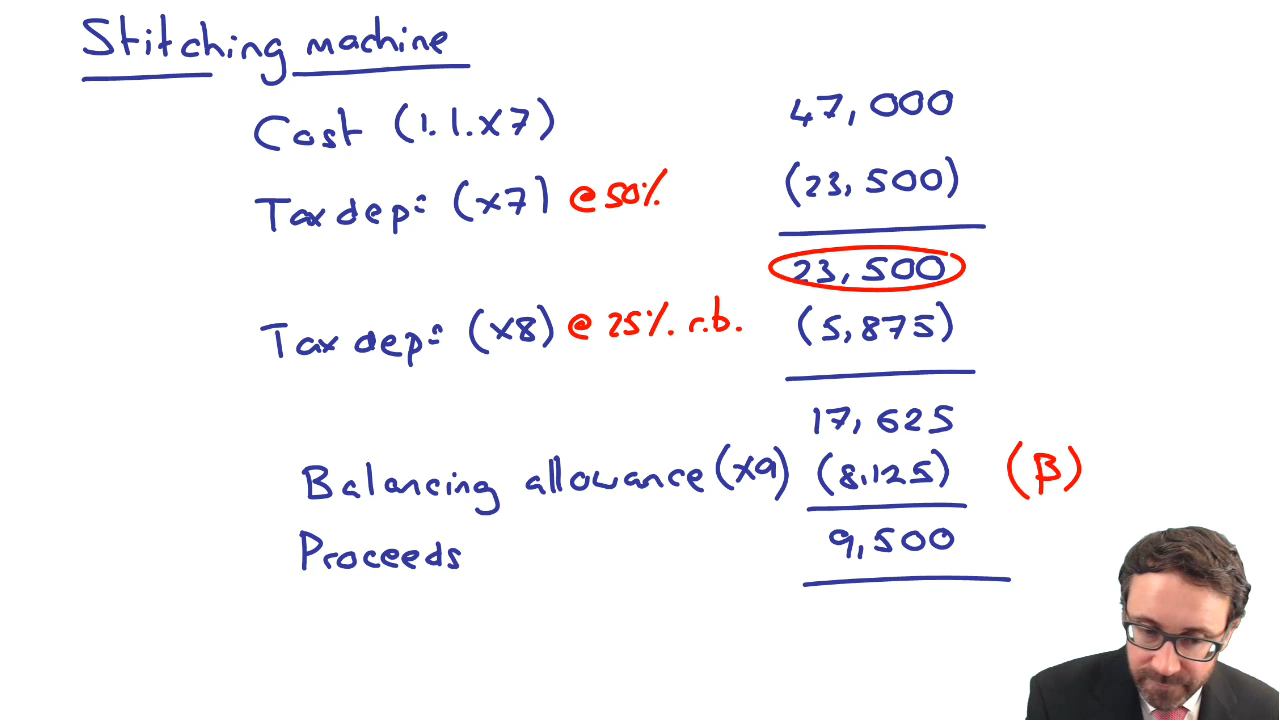 Stitching machine
Cost (1.1.X7) 47,000
Tax dep: (X7) @ 50% (23,500)
23,500
Tax dep: (X8) @ 25% r.b. (5,875)
17,625
Balancing allowance (X9) (8,125) (β)
Proceeds 9,500